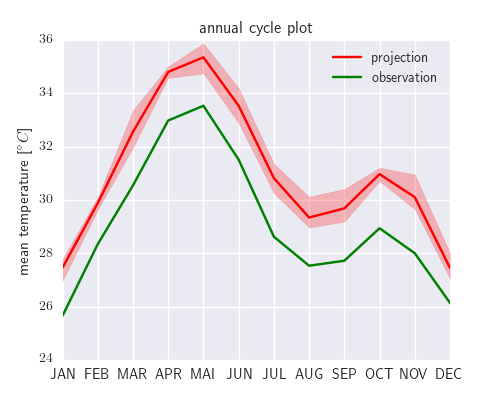 annual cycle plot
projection
observation
mean temperature [°C]
36
34
32
30
28
26
24
JAN FEB MAR APR MAI JUN JUL AUG SEP OCT NOV DEC